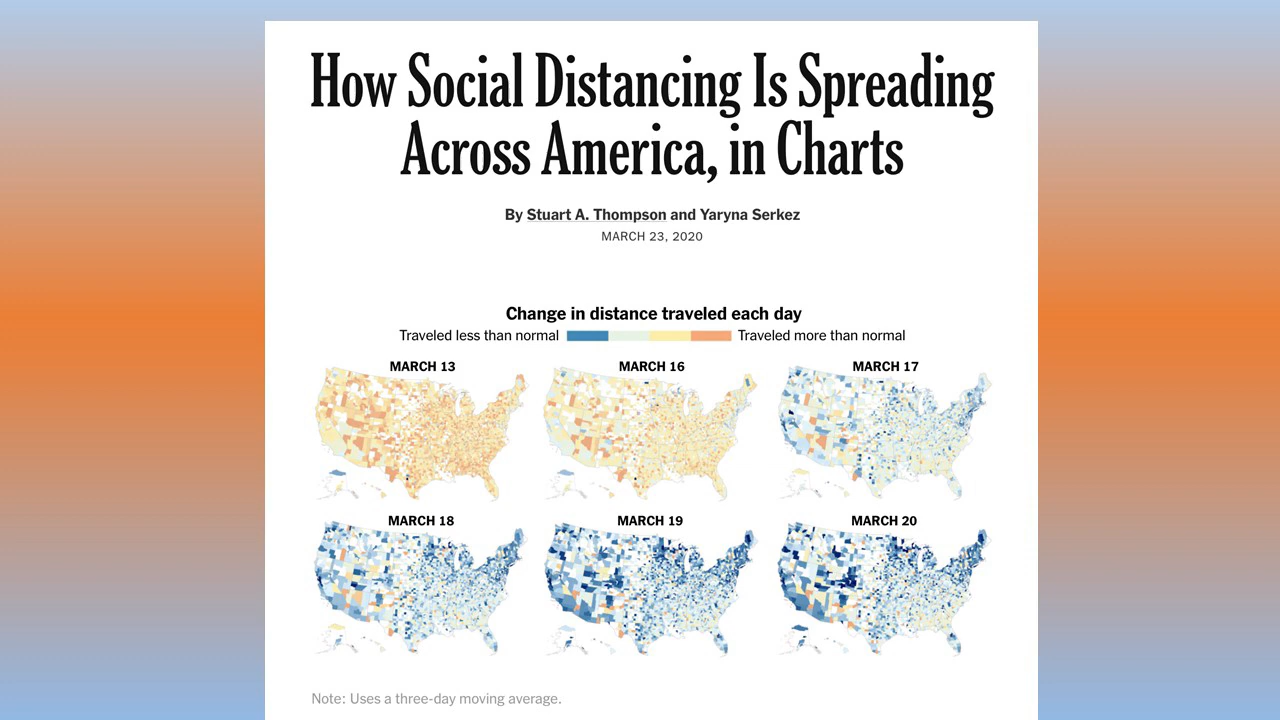 How Social Distancing Is Spreading
Across America, in Charts
By Stuart A. Thompson and Yaryna Serkez
MARCH 23, 2020
Change in distance traveled each day
Traveled less than normal Traveled more than normal
MARCH 13 MARCH 16 MARCH 17
MARCH 18 MARCH 19 MARCH 20
Note: Uses a three-day moving average.